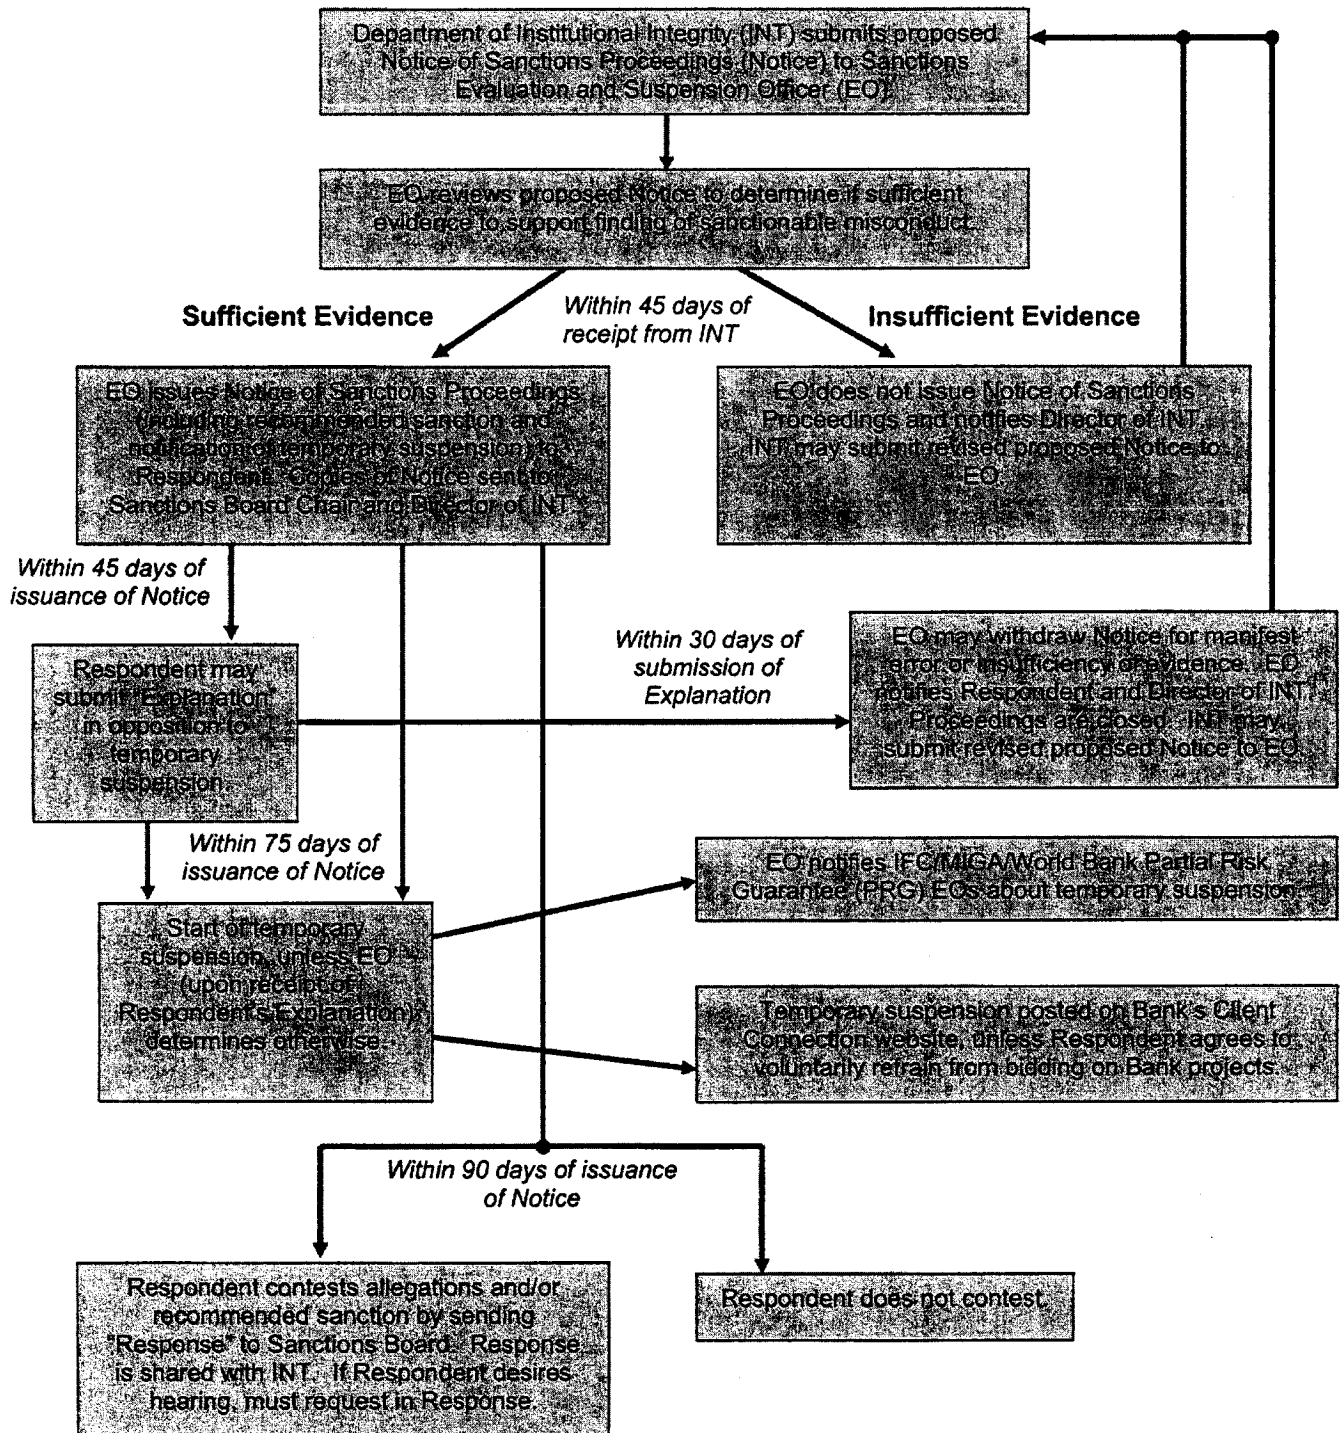 Department of Institutional Integrity (INT) submits proposed
Notice of Sanctions Proceedings (Notice) to Sanctions
Evaluation and Suspension Officer (EO).
EO reviews proposed Notice to determine if sufficient
evidence to support finding of sanctionable misconduct.
Sufficient Evidence
Within 45 days of
receipt from INT
Insufficient Evidence
EO issues Notice of Sanctions Proceedings
(including recommended sanction and
notification of temporary suspension) to
Respondent. Copies of Notice sent to
Sanctions Board Chair and Director of INT
EO does not issue Notice of Sanctions
Proceedings and notifies Director of INT.
INT may submit revised proposed Notice to
EO
Within 45 days of
issuance of Notice
Respondent may
submit "Explanation"
in opposition to
temporary
suspension.
Within 30 days of
submission of
Explanation
EO may withdraw Notice for manifest
error or insufficiency of evidence. EO
notifies Respondent and Director of INT.
Proceedings are closed. INT may
submit revised proposed Notice to EO
Within 75 days of
issuance of Notice
Start of temporary
suspension, unless EO
(upon receipt of
Respondent's Explanation)
determines otherwise.
EO notifies IFC/MIGA/World Bank Partial Risk
Guarantee (PRG) EOs about temporary suspension.
Temporary suspension posted on Bank's Client
Connection website, unless Respondent agrees to
voluntarily refrain from bidding on Bank projects.
Within 90 days of issuance
of Notice
Respondent contests allegations and/or
recommended sanction by sending
"Response" to Sanctions Board. Response
is shared with INT. If Respondent desires
hearing, must request in Response.
Respondent does not contest.